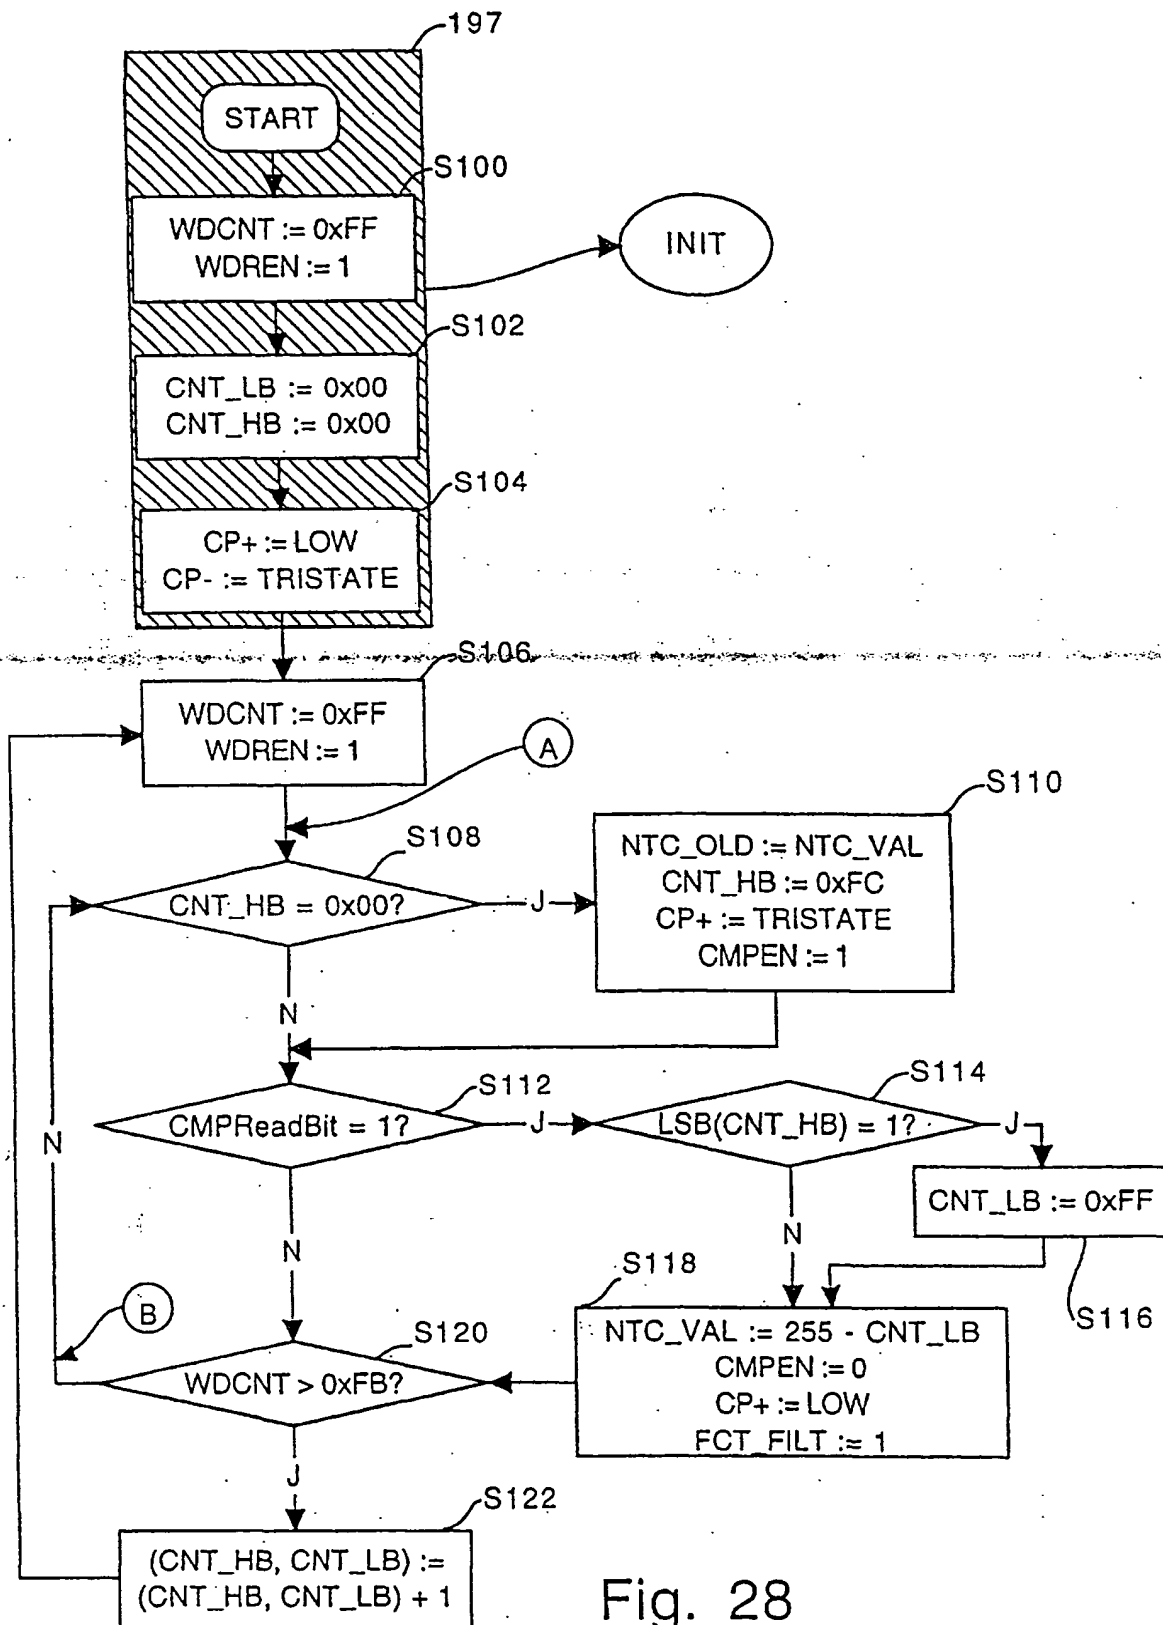 197
START
S100
WDCNT := 0xFF
WDREN := 1
INIT
S102
CNT_LB := 0x00
CNT_HB := 0x00
S104
CP+ := LOW
CP- := TRISTATE
S106
WDCNT := 0xFF
WDREN := 1
A
S108
CNT_HB = 0x00?
J
S110
NTC_OLD := NTC_VAL
CNT_HB := 0xFC
CP+ := TRISTATE
CMPEN := 1
N
S112
CMPReadBit = 1?
J
S114
LSB(CNT_HB) = 1?
J
CNT_LB := 0xFF
S116
N
N
N
S118
NTC_VAL := 255 - CNT_LB
CMPEN := 0
CP+ := LOW
FCT_FILT := 1
B
S120
WDCNT > 0xFB?
J
S122
(CNT_HB, CNT_LB) :=
(CNT_HB, CNT_LB) + 1
Fig. 28